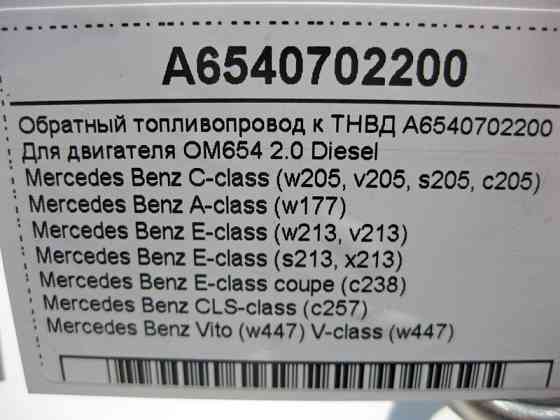 A6540702200
Обратный топливопровод к ТНВД A6540702200
Для двигателя OM654 2.0 Diesel
Mercedes Benz C-class (w205, v205, s205, c205)
Mercedes Benz A-class (w177)
Mercedes Benz E-class (w213, v213)
Mercedes Benz E-class (s213, x213)
Mercedes Benz E-class coupe (c238)
Mercedes Benz CLS-class (c257)
Mercedes Benz Vito (w447) V-class (w447)